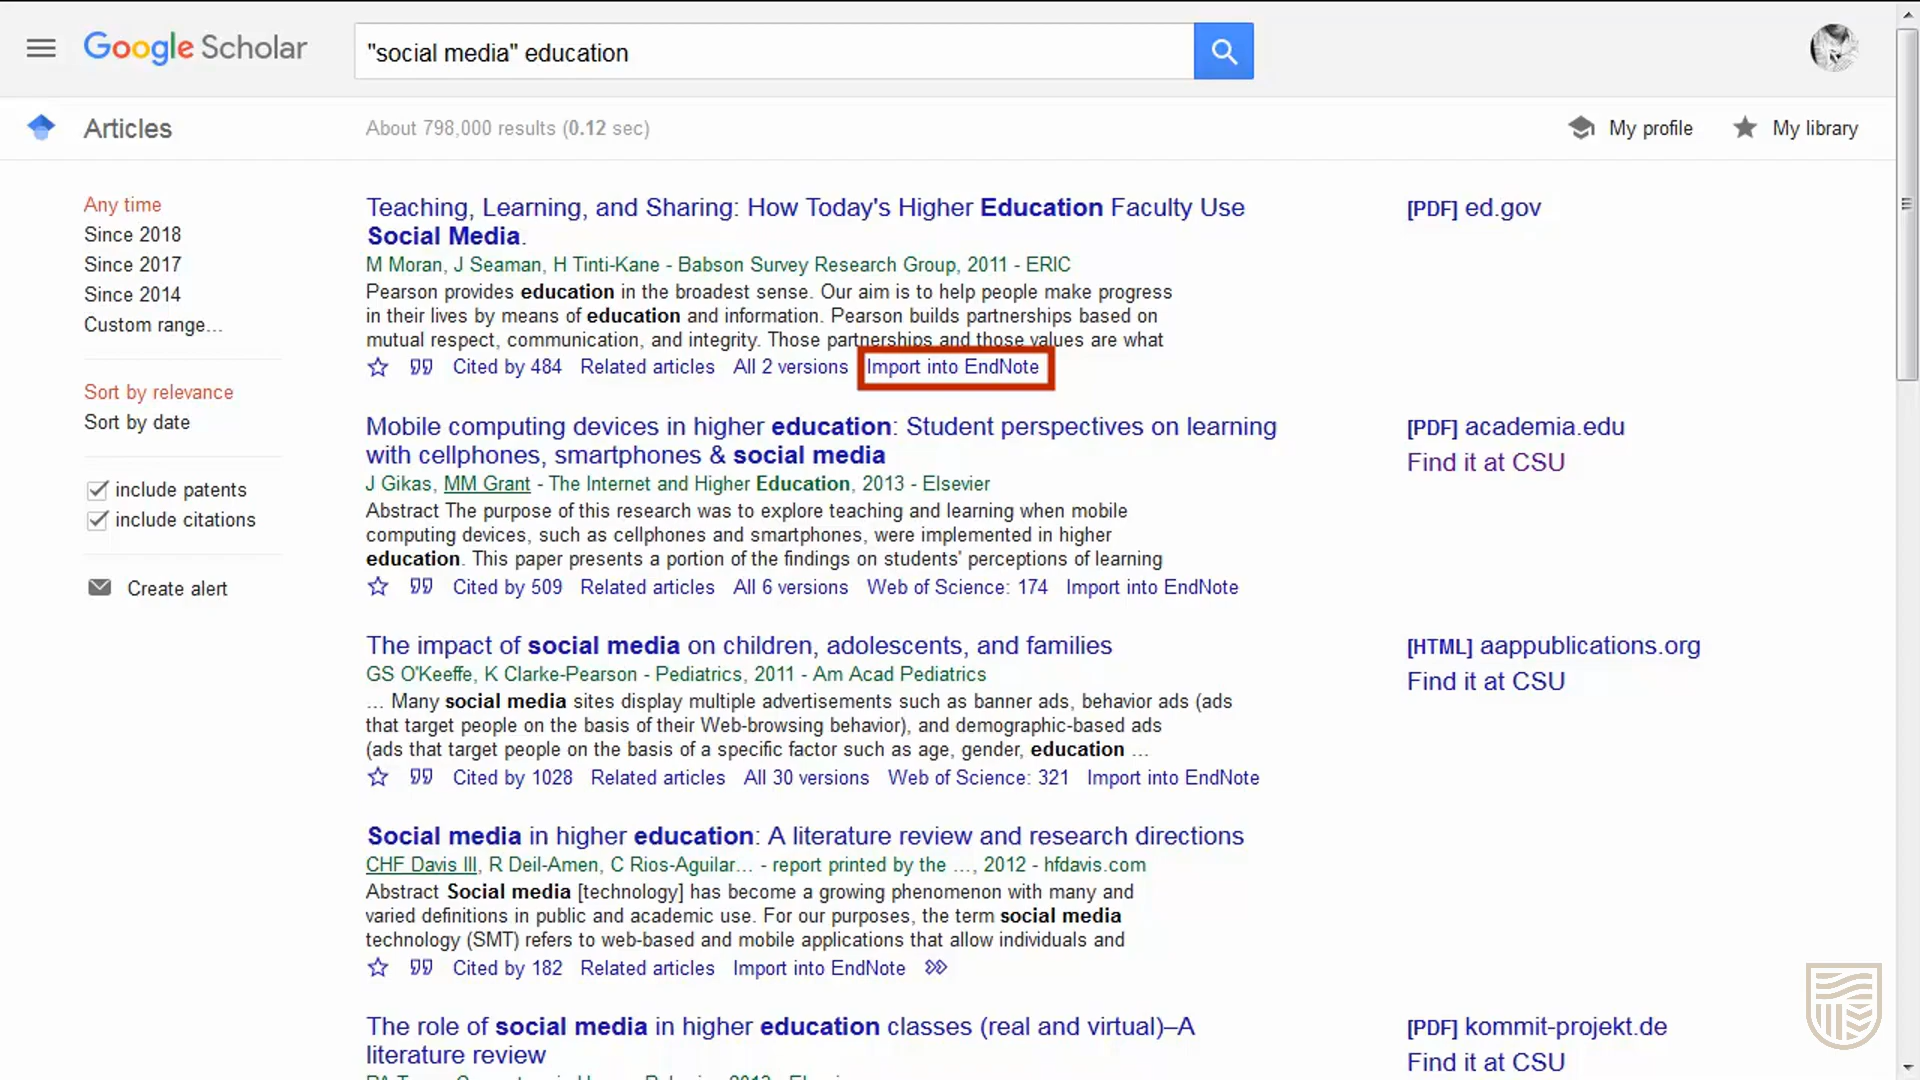 Google Scholar
"social media" education
Articles
About 798,000 results (0.12 sec)
My profile
My library
Any time
Since 2018
Since 2017
Since 2014
Custom range...
Sort by relevance
Sort by date
include patents
include citations
Create alert
Teaching, Learning, and Sharing: How Today's Higher Education Faculty Use
Social Media.
M Moran, J Seaman, H Tinti-Kane - Babson Survey Research Group, 2011 - ERIC
Pearson provides education in the broadest sense. Our aim is to help people make progress
in their lives by means of education and information. Pearson builds partnerships based on
mutual respect, communication, and integrity. Those partnerships and those values are what
Cited by 484 Related articles All 2 versions Import into EndNote
[PDF] ed.gov
Mobile computing devices in higher education: Student perspectives on learning
with cellphones, smartphones & social media
J Gikas, MM Grant - The Internet and Higher Education, 2013 - Elsevier
Abstract The purpose of this research was to explore teaching and learning when mobile
computing devices, such as cellphones and smartphones, were implemented in higher
education. This paper presents a portion of the findings on students' perceptions of learning
Cited by 509 Related articles All 6 versions Web of Science: 174 Import into EndNote
[PDF] academia.edu
Find it at CSU
The impact of social media on children, adolescents, and families
GS O'Keeffe, K Clarke-Pearson - Pediatrics, 2011 - Am Acad Pediatrics
... Many social media sites display multiple advertisements such as banner ads, behavior ads (ads
that target people on the basis of their Web-browsing behavior), and demographic-based ads
(ads that target people on the basis of a specific factor such as age, gender, education ...
Cited by 1028 Related articles All 30 versions Web of Science: 321 Import into EndNote
[HTML] aappublications.org
Find it at CSU
Social media in higher education: A literature review and research directions
CHF Davis III, R Deil-Amen, C Rios-Aguilar... - report printed by the ..., 2012 - hfdavis.com
Abstract Social media [technology] has become a growing phenomenon with many and
varied definitions in public and academic use. For our purposes, the term social media
technology (SMT) refers to web-based and mobile applications that allow individuals and
Cited by 182 Related articles Import into EndNote
The role of social media in higher education classes (real and virtual)–A
literature review
[PDF] kommit-projekt.de
Find it at CSU